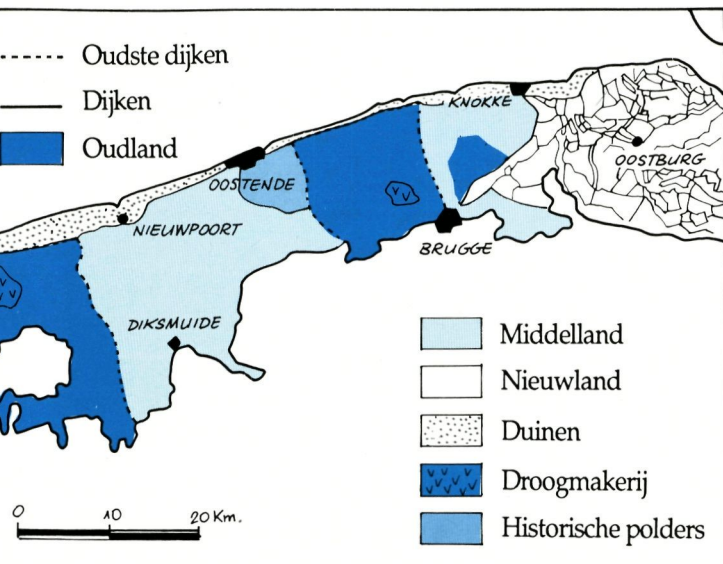 Oudste dijken
Dijken
Oudland
KNOKKE
OOSTBURG
OOSTENDE
NIEUWPOORT
BRUGGE
DIKSMUIDE
Middelland
Nieuwland
Duinen
Droogmakerij
Historische polders
0 10 20 Km.